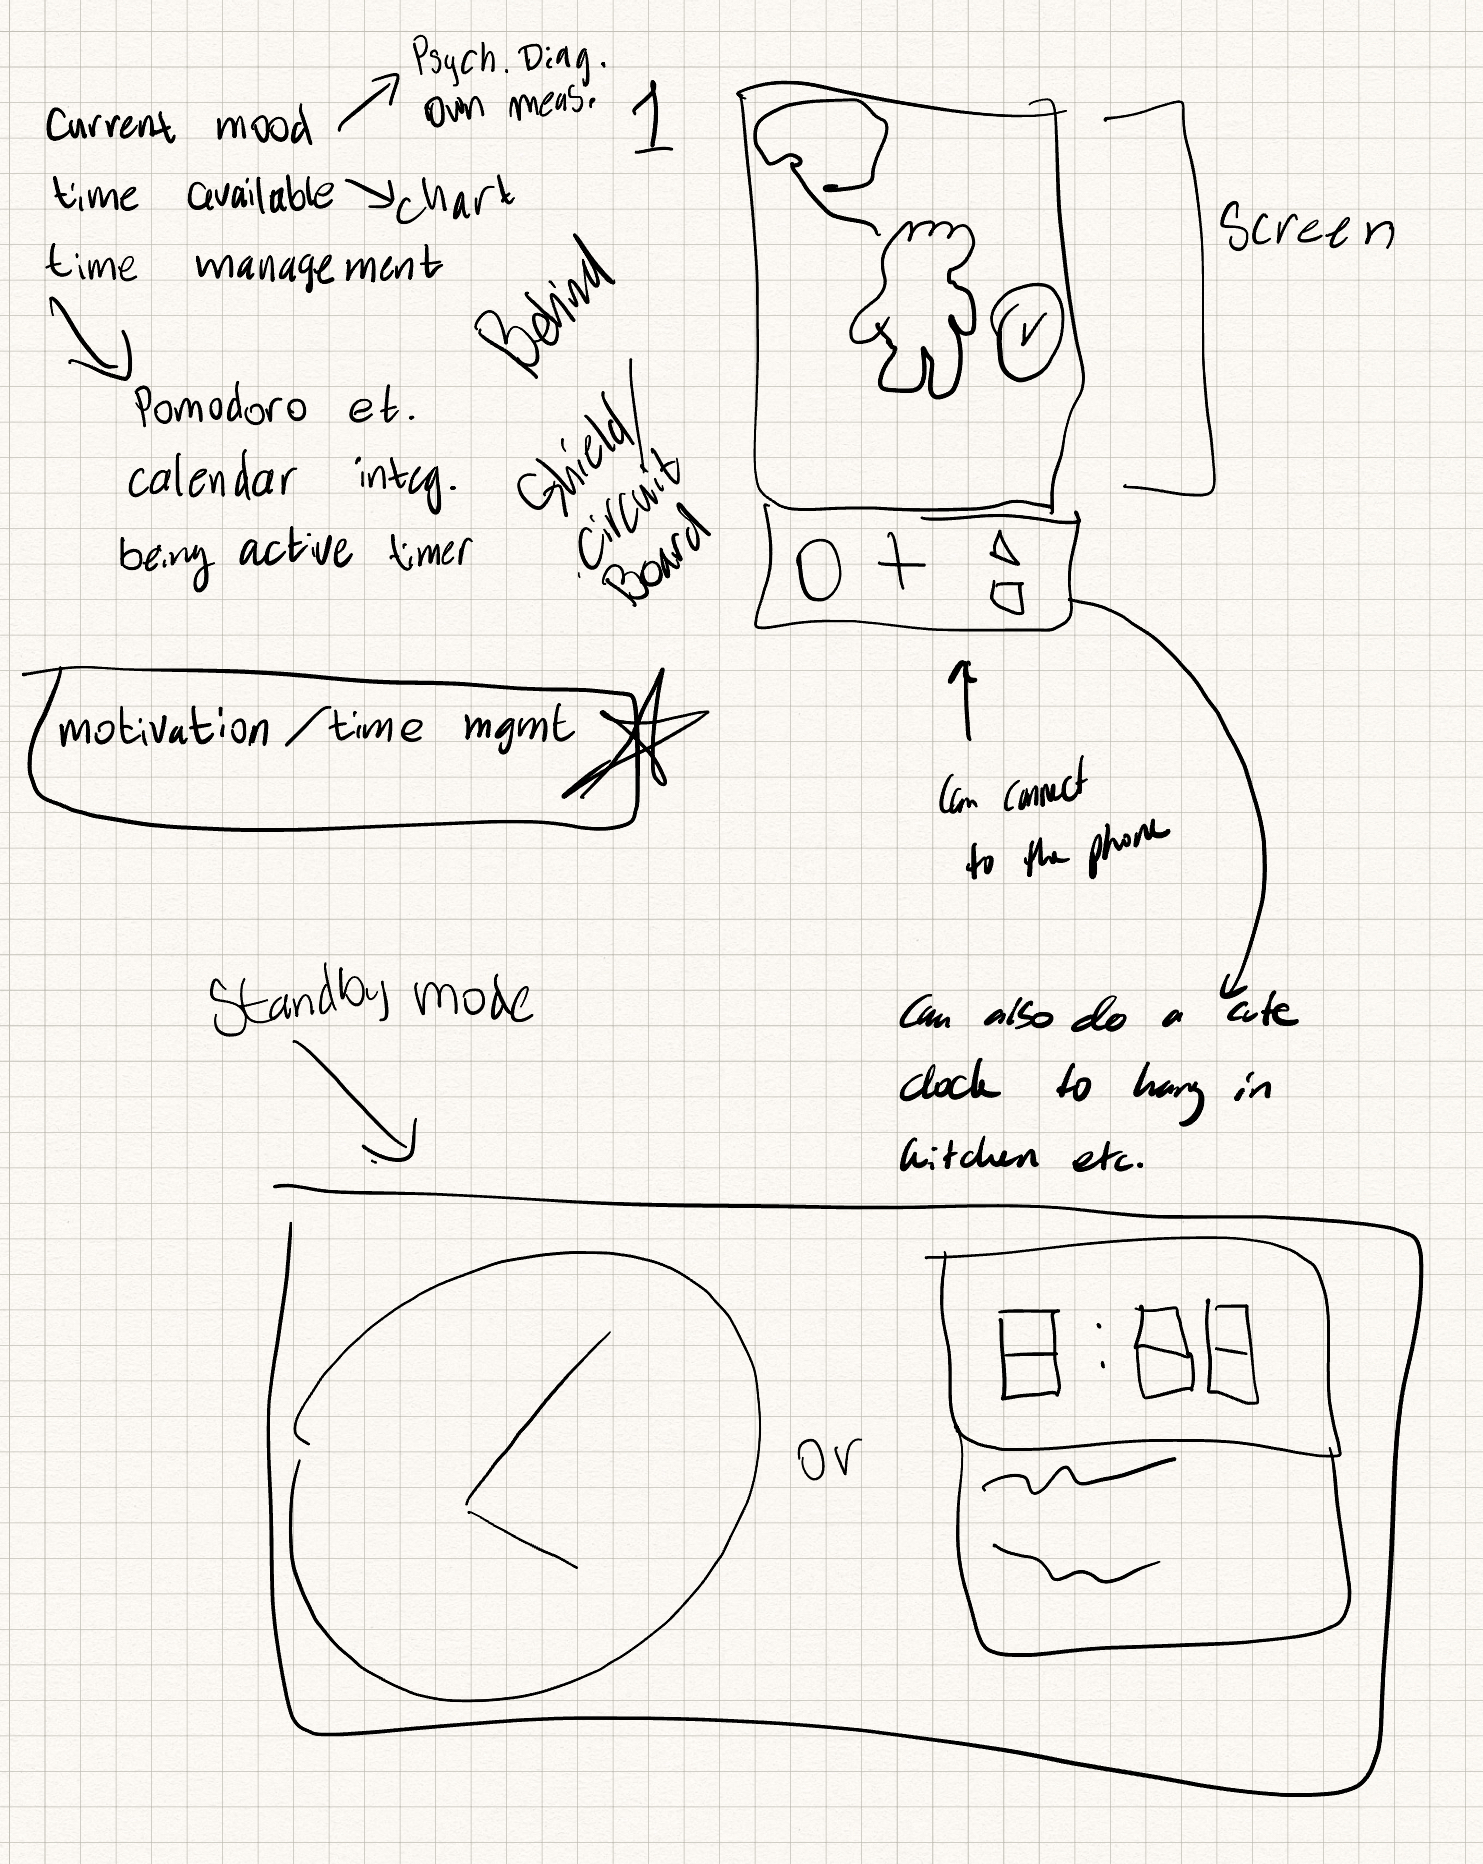 Psych. Diag.
own meas.
Current mood
1
time available
chart
time management
Screen
Behind
Pomodoro et.
calendar integ.
being active timer
Shield/
circuit
Board
motivation/time mgmt
Can connect
to the phone
Standby mode
Can also do a cute
clock to hang in
kitchen etc.
or